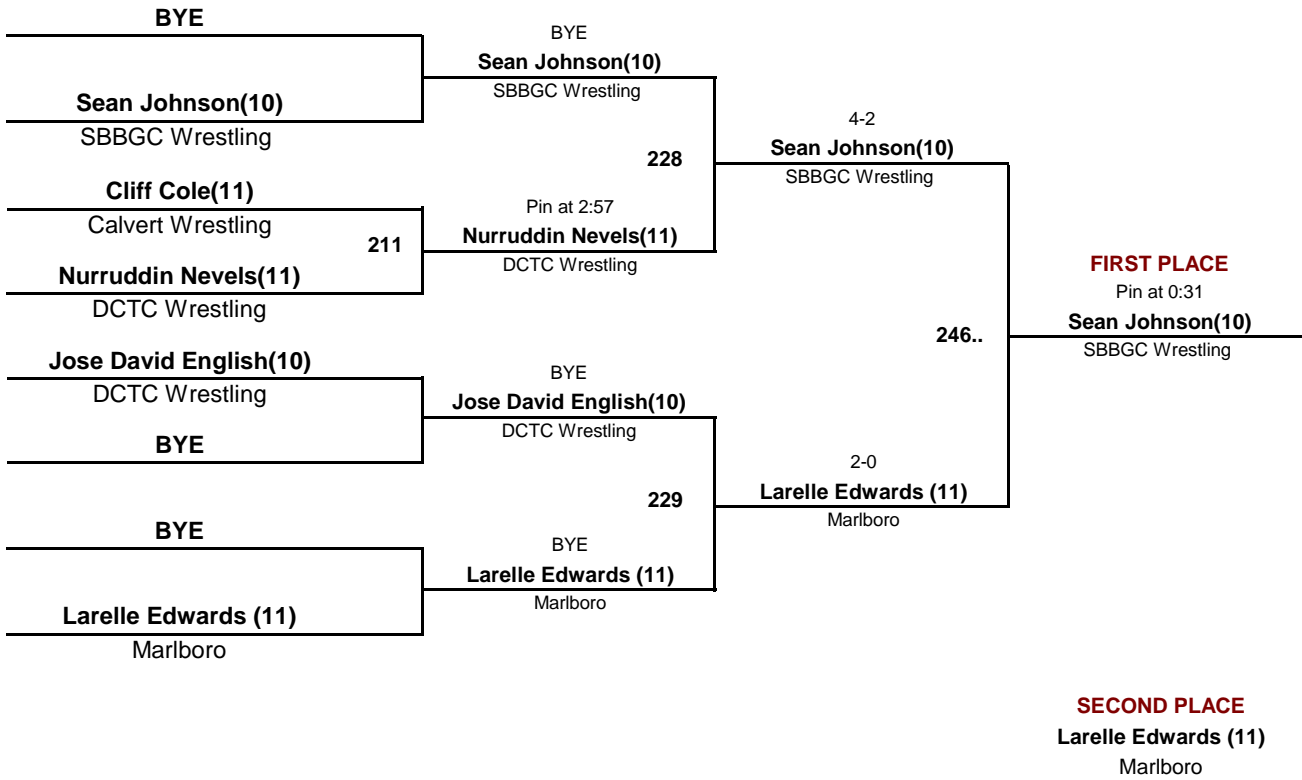 BYE
Sean Johnson(10)
SBBGC Wrestling
Cliff Cole(11)
Calvert Wrestling
211
Nurruddin Nevels(11)
DCTC Wrestling
Jose David English(10)
DCTC Wrestling
BYE
BYE
Larelle Edwards (11)
Marlboro
BYE
Sean Johnson(10)
SBBGC Wrestling
228
Pin at 2:57
Nurruddin Nevels(11)
DCTC Wrestling
BYE
Jose David English(10)
DCTC Wrestling
229
BYE
Larelle Edwards (11)
Marlboro
4-2
Sean Johnson(10)
SBBGC Wrestling
246..
2-0
Larelle Edwards (11)
Marlboro
FIRST PLACE
Pin at 0:31
Sean Johnson(10)
SBBGC Wrestling
SECOND PLACE
Larelle Edwards (11)
Marlboro